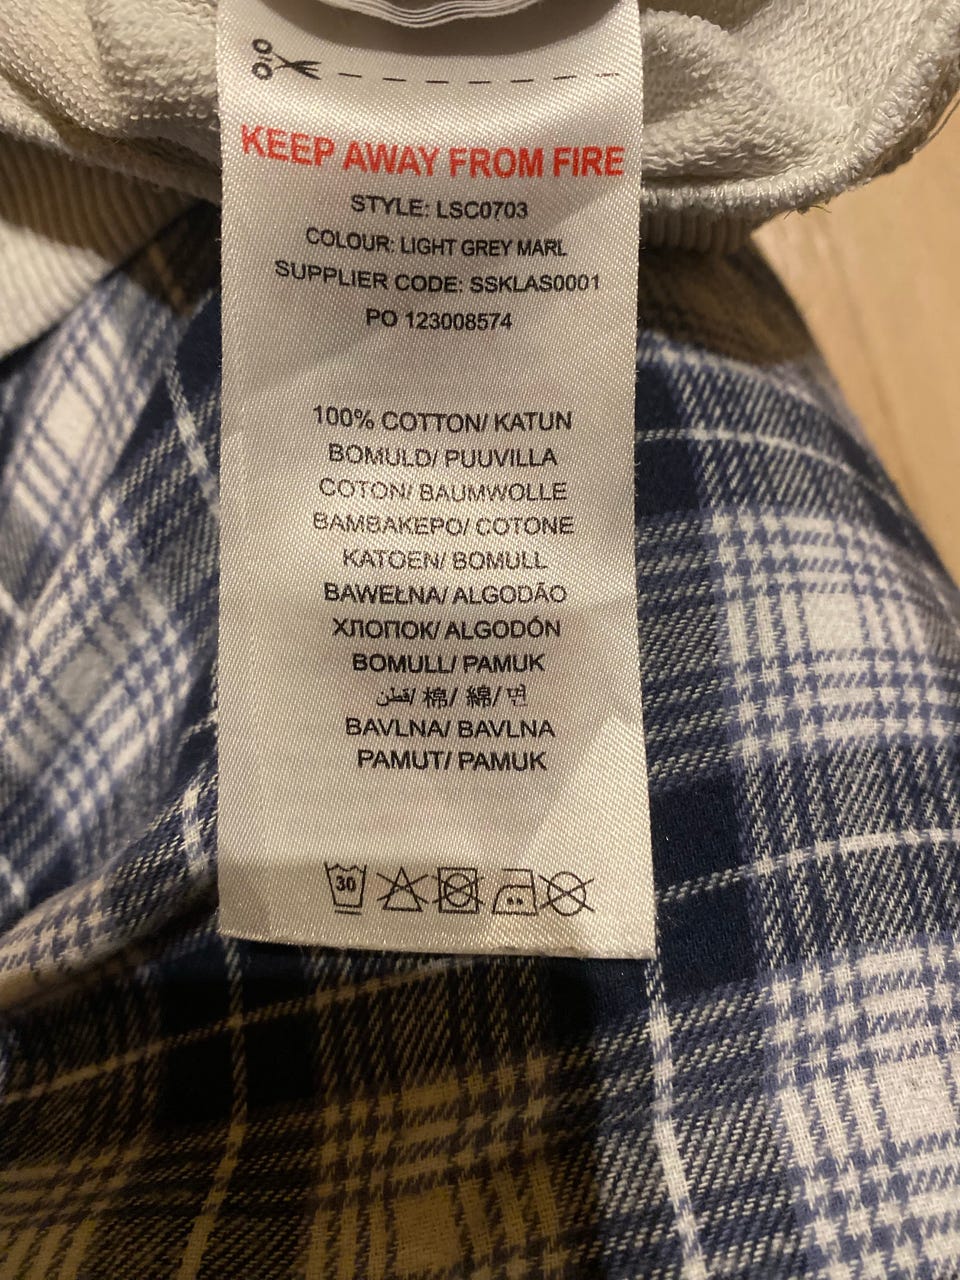 KEEP AWAY FROM FIRE
STYLE: LSC0703
COLOUR: LIGHT GREY MARL
SUPPLIER CODE: SSKLAS0001
PO 123008574
100% COTTON/ KATUN
BOMULD/ PUUVILLA
COTON/ BAUMWOLLE
BAMBAKEPO/ COTONE
KATOEN/ BOMULL
BAWEŁNA/ ALGODÃO
ХЛОПОК/ ALGODÓN
BOMULL/ PAMUK
قطن/ 棉/ 綿/ 면
BAVLNA/ BAVLNA
PAMUT/ PAMUK
30